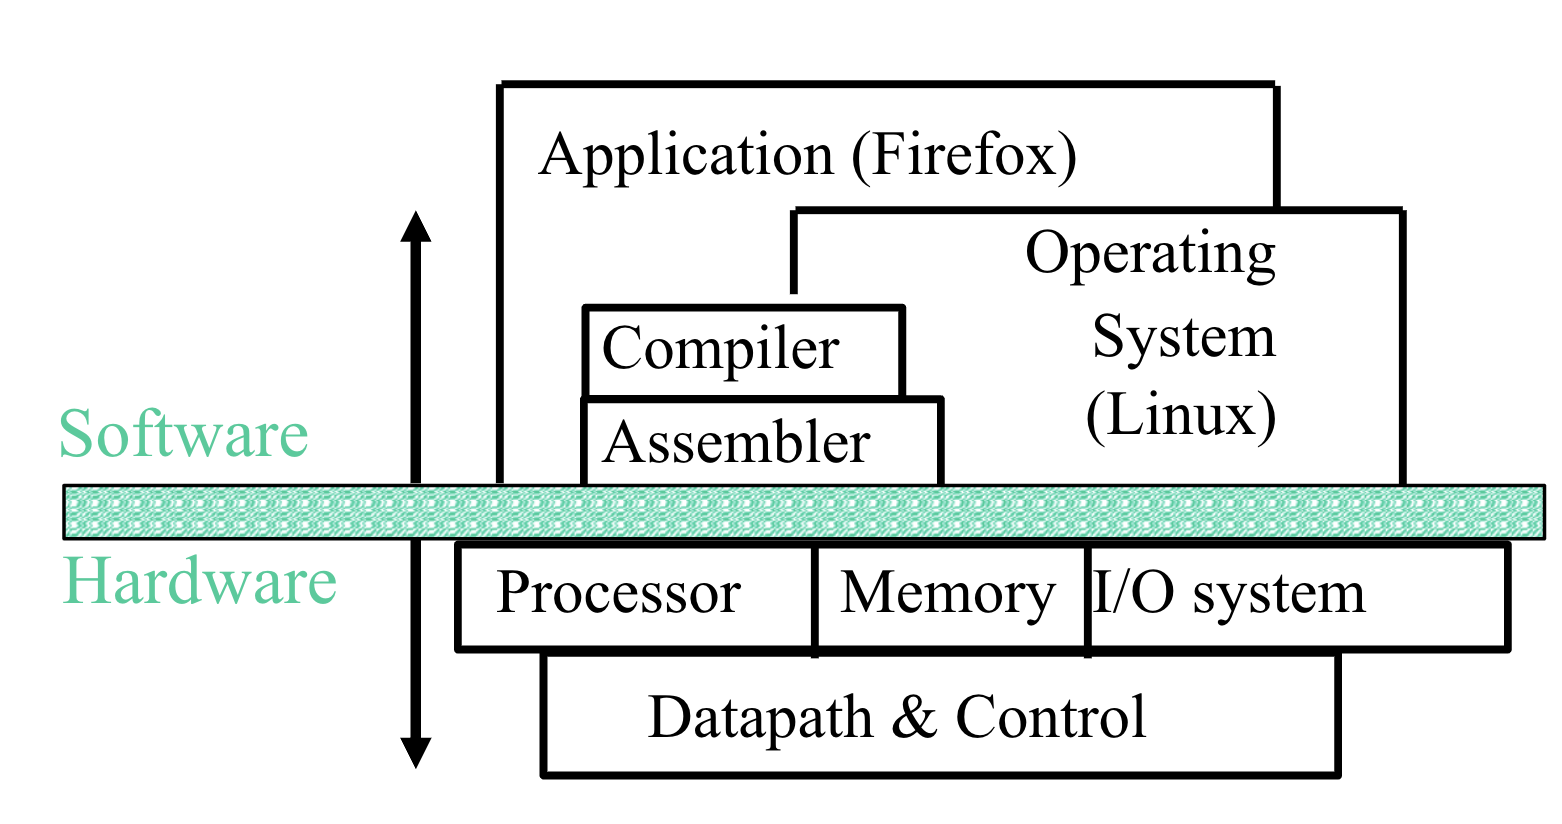 Application (Firefox)
Operating
System
(Linux)
Compiler
Assembler
Software
Hardware
Processor
Memory
I/O system
Datapath & Control